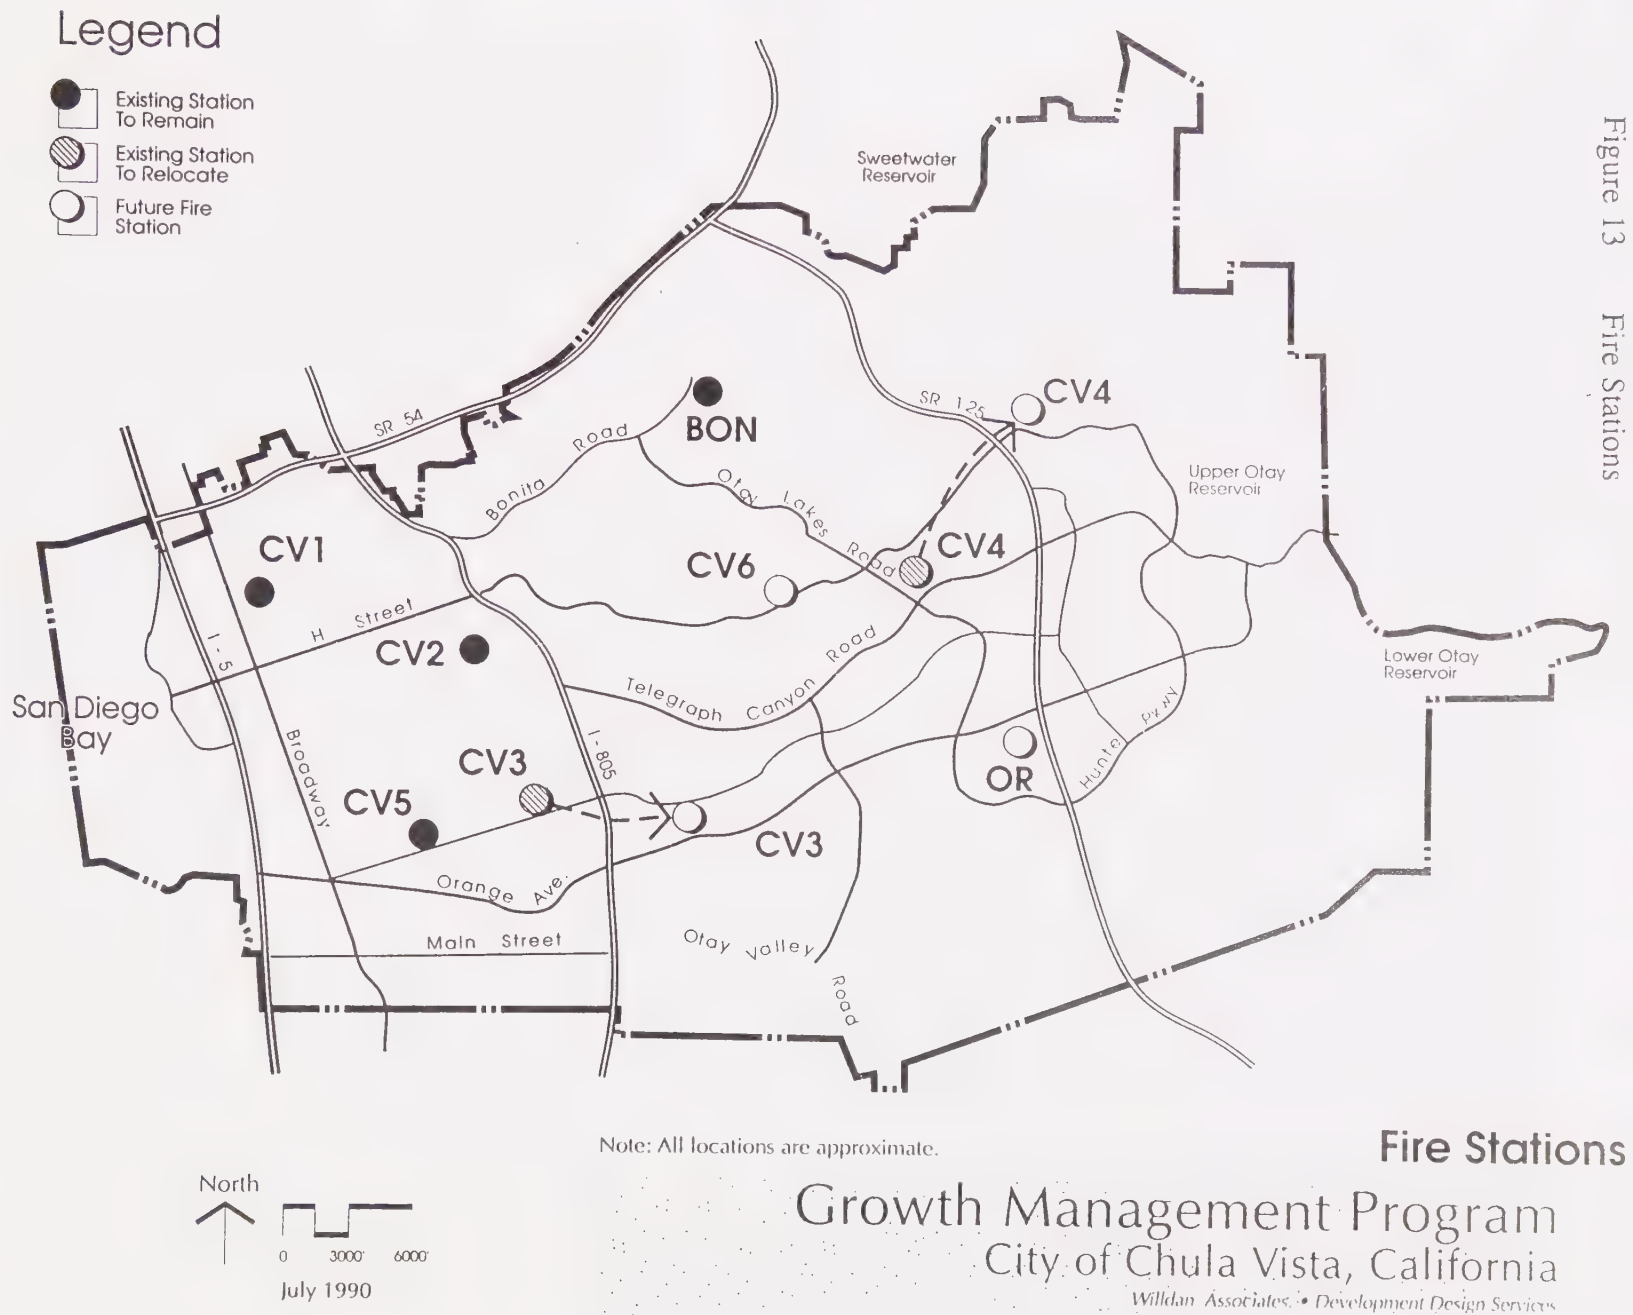 Legend
Existing Station
To Remain
Existing Station
To Relocate
Future Fire
Station
Figure 13 Fire Stations
Sweetwater
Reservoir
SR 54
SR 125
CV4
BON
Bonita Road
Otay Lakes Road
Upper Otay
Reservoir
CV1
CV6
CV4
H Street
I - 5
CV2
Telegraph Canyon Road
Lower Otay
Reservoir
San Diego
Bay
Broadway
I - 805
CV3
CV5
OR
Hunte Pkwy
CV3
Orange Ave.
Main Street
Otay Valley Road
Note: All locations are approximate.
Fire Stations
North
0 3000' 6000'
July 1990
Growth Management Program
City of Chula Vista, California
Willdan Associates. • Development Design Services